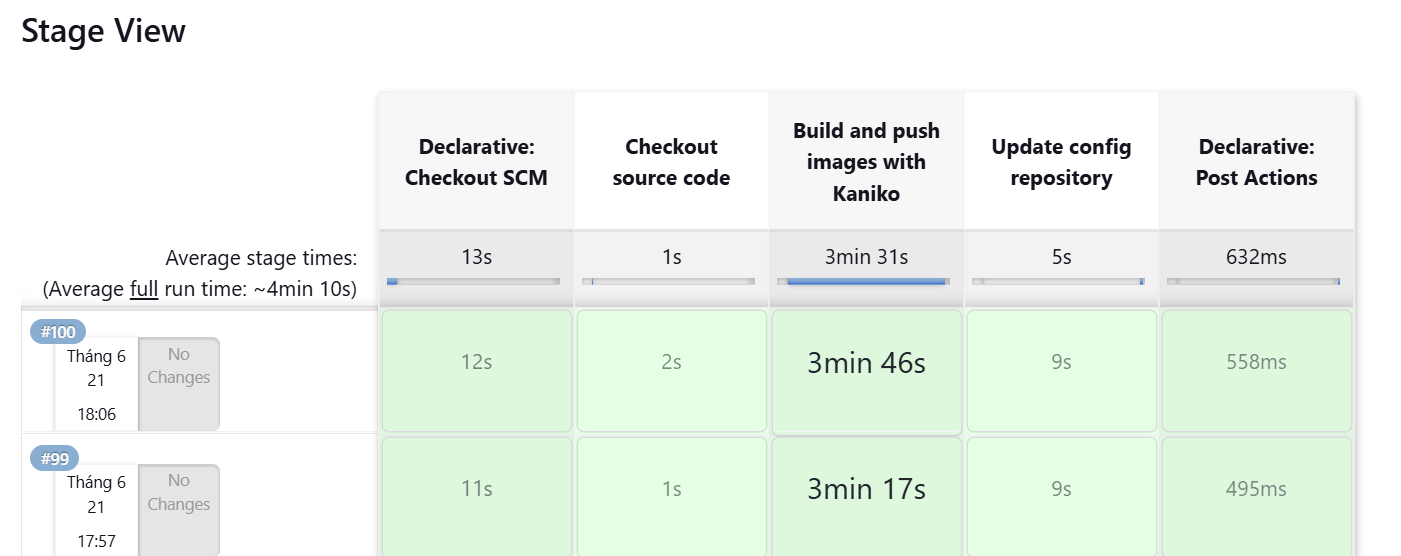 Stage View
Declarative:
Checkout SCM
Checkout
source code
Build and push
images with
Kaniko
Update config
repository
Declarative:
Post Actions
Average stage times:
(Average full run time: ~4min 10s)
13s
1s
3min 31s
5s
632ms
#100
Tháng 6
21
18:06
No
Changes
12s
2s
3min 46s
9s
558ms
#99
Tháng 6
21
17:57
No
Changes
11s
1s
3min 17s
9s
495ms